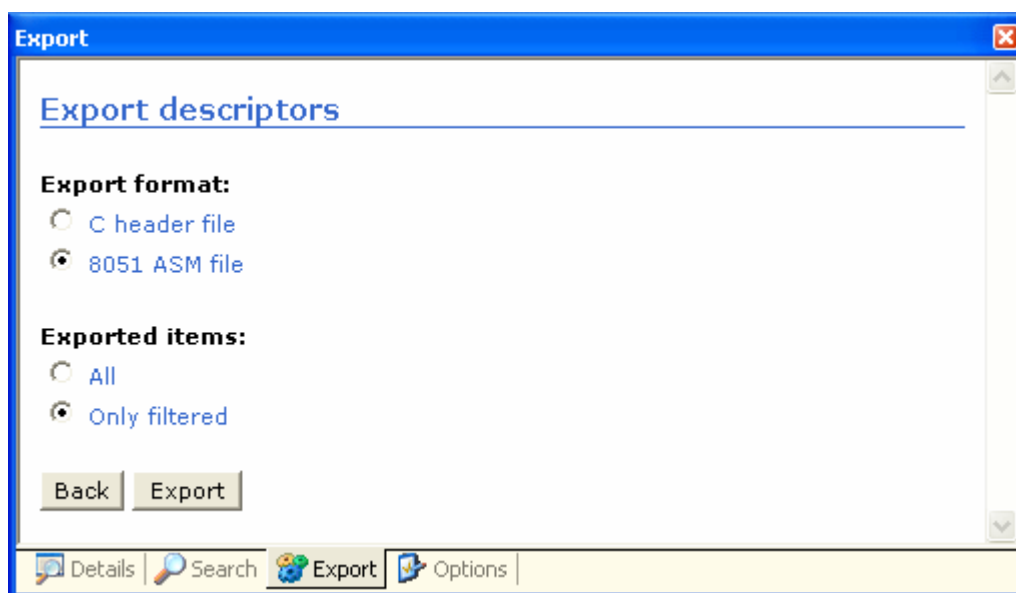 Export
Export descriptors
Export format:
C header file
8051 ASM file
Exported items:
All
Only filtered
Back Export
Details Search Export Options